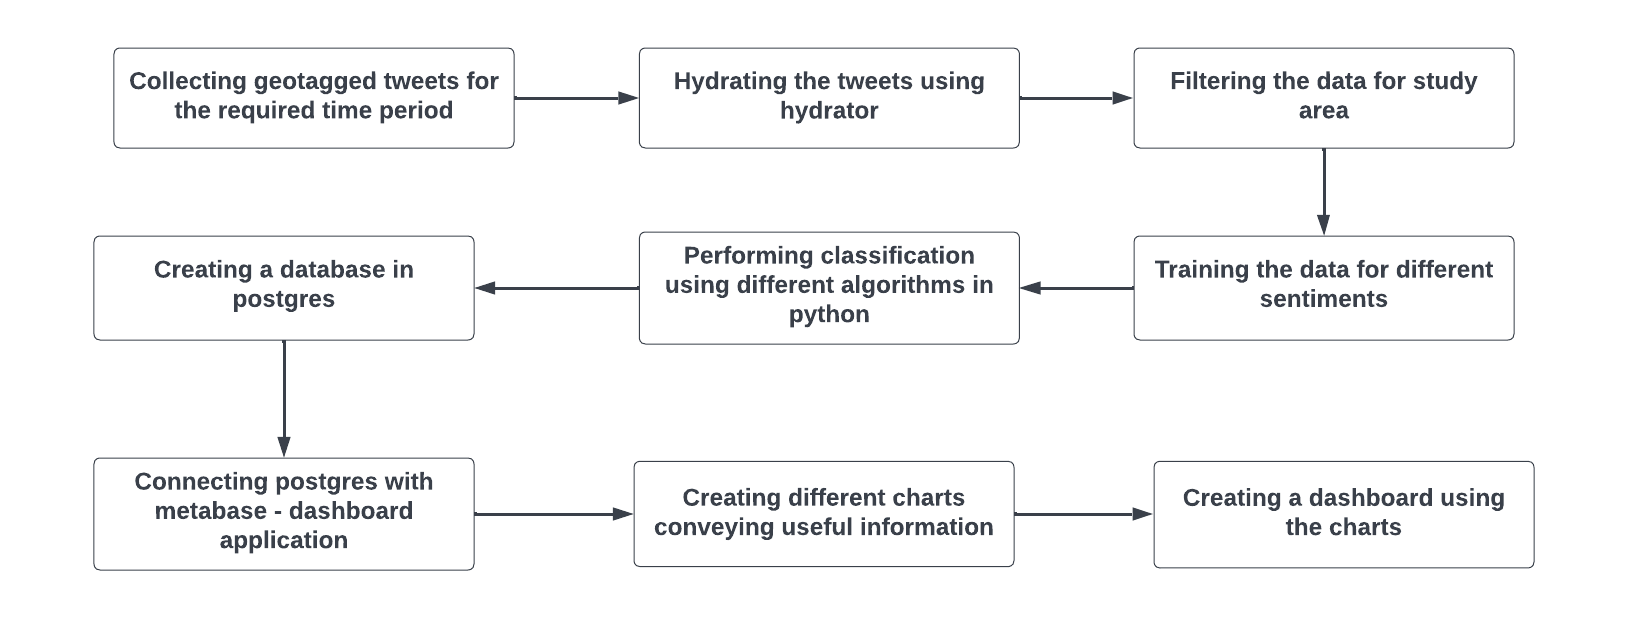 Collecting geotagged tweets for
the required time period
Hydrating the tweets using
hydrator
Filtering the data for study
area
Training the data for different
sentiments
Performing classification
using different algorithms in
python
Creating a database in
postgres
Connecting postgres with
metabase - dashboard
application
Creating different charts
conveying useful information
Creating a dashboard using
the charts